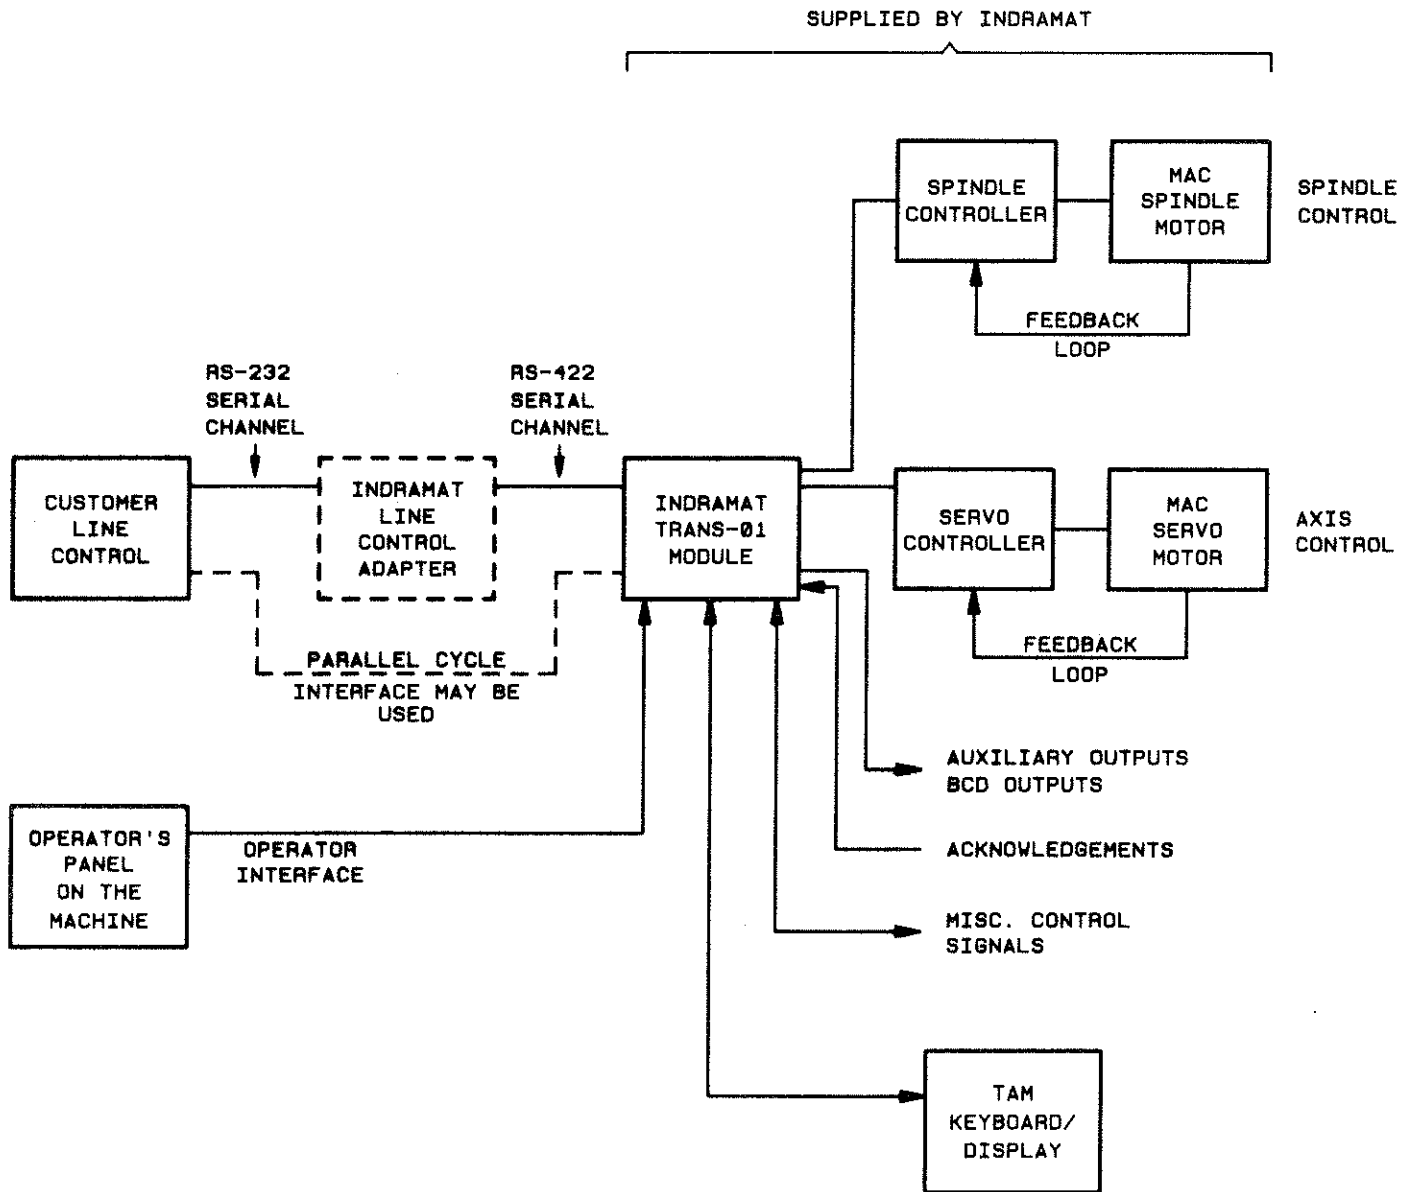 SUPPLIED BY INDRAMAT
SPINDLE
CONTROLLER
MAC
SPINDLE
MOTOR
SPINDLE
CONTROL
FEEDBACK
LOOP
RS-232
SERIAL
CHANNEL
RS-422
SERIAL
CHANNEL
CUSTOMER
LINE
CONTROL
INDRAMAT
LINE
CONTROL
ADAPTER
INDRAMAT
TRANS-01
MODULE
SERVO
CONTROLLER
MAC
SERVO
MOTOR
AXIS
CONTROL
FEEDBACK
LOOP
PARALLEL CYCLE
INTERFACE MAY BE
USED
AUXILIARY OUTPUTS
BCD OUTPUTS
OPERATOR'S
PANEL
ON THE
MACHINE
OPERATOR
INTERFACE
ACKNOWLEDGEMENTS
MISC. CONTROL
SIGNALS
TAM
KEYBOARD/
DISPLAY